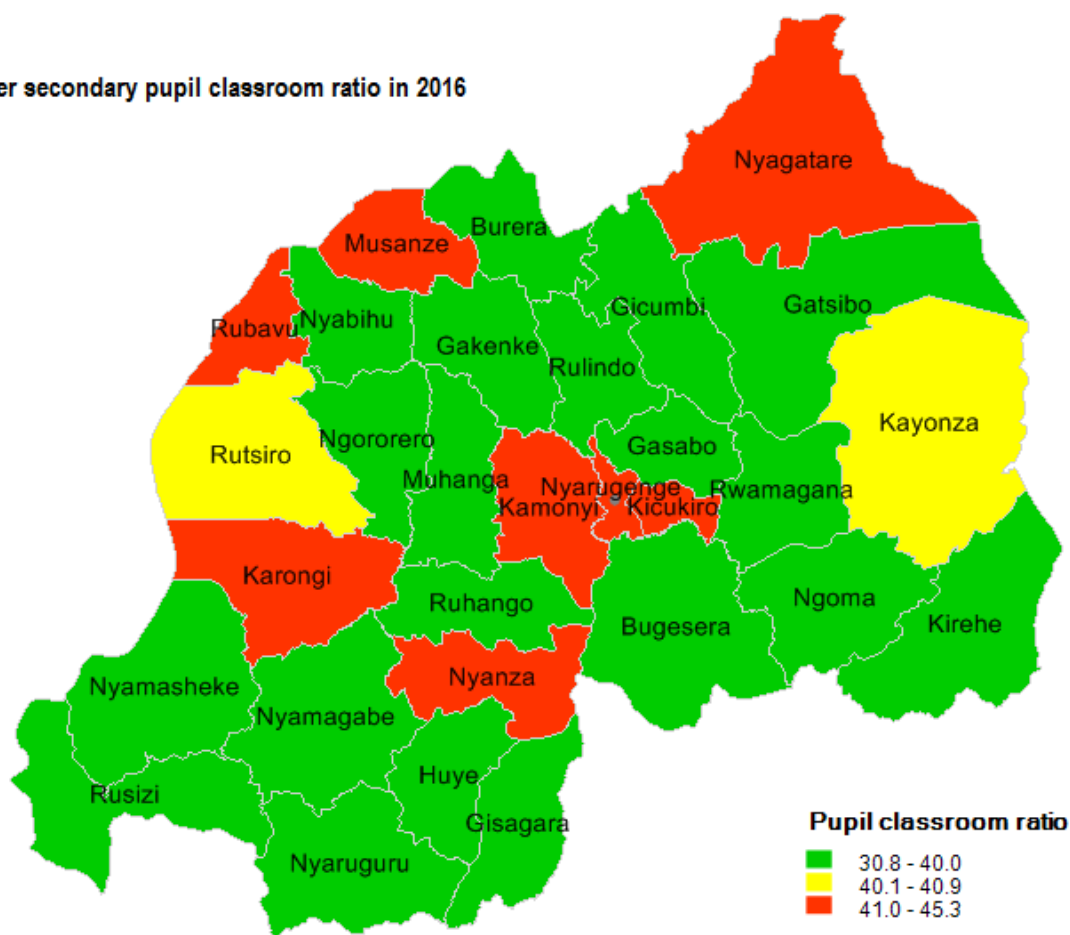 er secondary pupil classroom ratio in 2016
Nyagatare
Burera
Musanze
Gatsibo
Gicumbi
Nyabihu
Rubavu
Gakenke
Rulindo
Kayonza
Ngororero
Gasabo
Rutsiro
Muhanga
Nyarugenge
Rwamagana
Kamonyi
Kicukiro
Karongi
Ngoma
Ruhango
Kirehe
Bugesera
Nyanza
Nyamasheke
Nyamagabe
Huye
Rusizi
Gisagara
Nyaruguru
Pupil classroom ratio
30.8 - 40.0
40.1 - 40.9
41.0 - 45.3